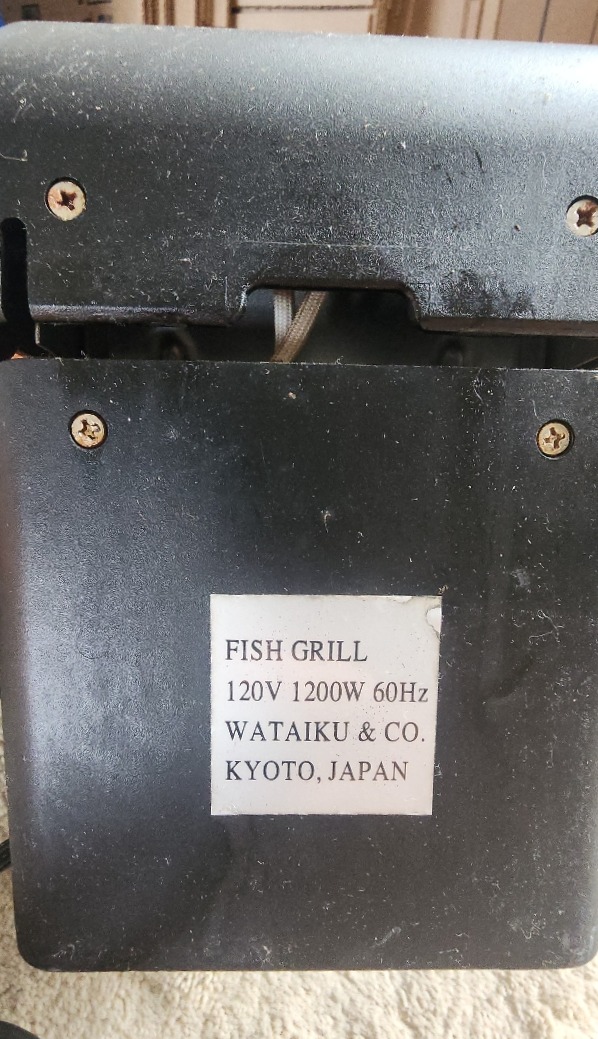 FISH GRILL
120V 1200W 60Hz
WATAIKU & CO.
KYOTO, JAPAN